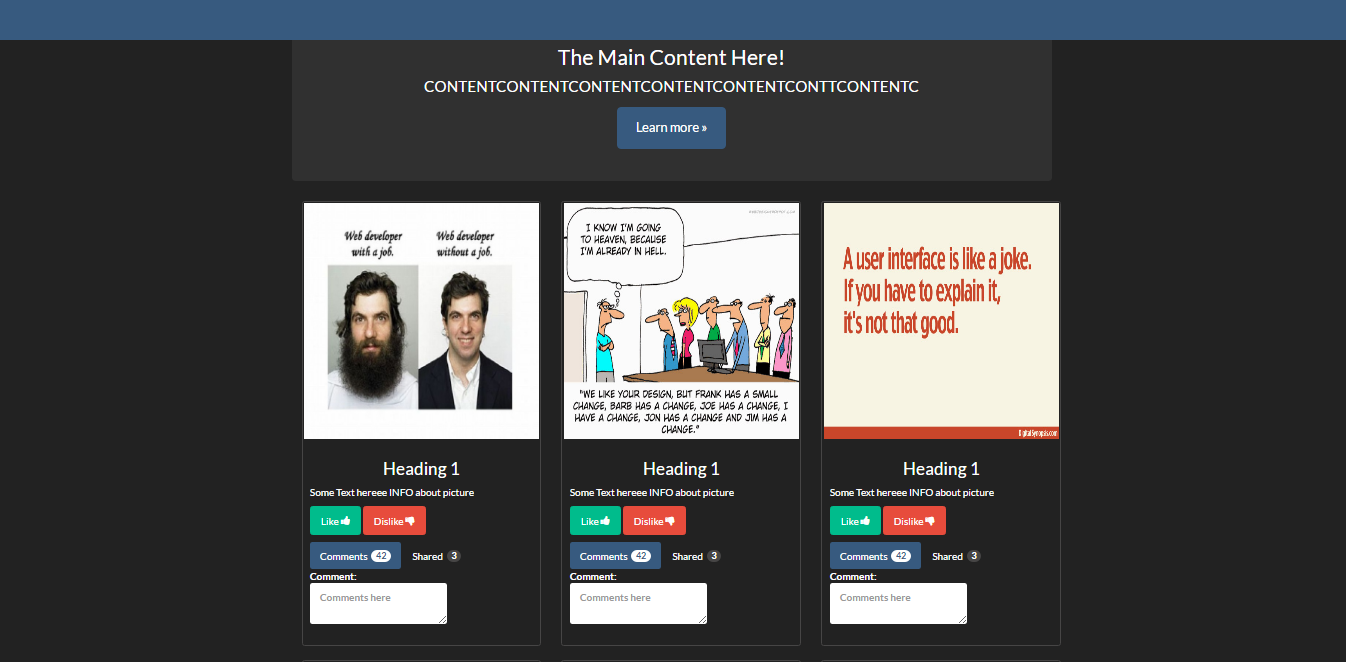 The Main Content Here!
CONTENTCONTENTCONTENTCONTENTCONTENTCONTTCONTENTC
Learn more »
Web developer
with a job.
Web developer
without a job.
I KNOW I'M GOING
TO HEAVEN, BECAUSE
I'M ALREADY IN HELL.
"WE LIKE YOUR DESIGN, BUT FRANK HAS A SMALL
CHANGE, BARB HAS A CHANGE, JOE HAS A CHANGE, I
HAVE A CHANGE, JON HAS A CHANGE AND JIM HAS A
CHANGE."
A user interface is like a joke.
If you have to explain it,
it's not that good.
DigitalSynopsis.com
Heading 1
Some Text hereee INFO about picture
Like Dislike
Comments 42 Shared 3
Comment:
Comments here
Heading 1
Some Text hereee INFO about picture
Like Dislike
Comments 42 Shared 3
Comment:
Comments here
Heading 1
Some Text hereee INFO about picture
Like Dislike
Comments 42 Shared 3
Comment:
Comments here